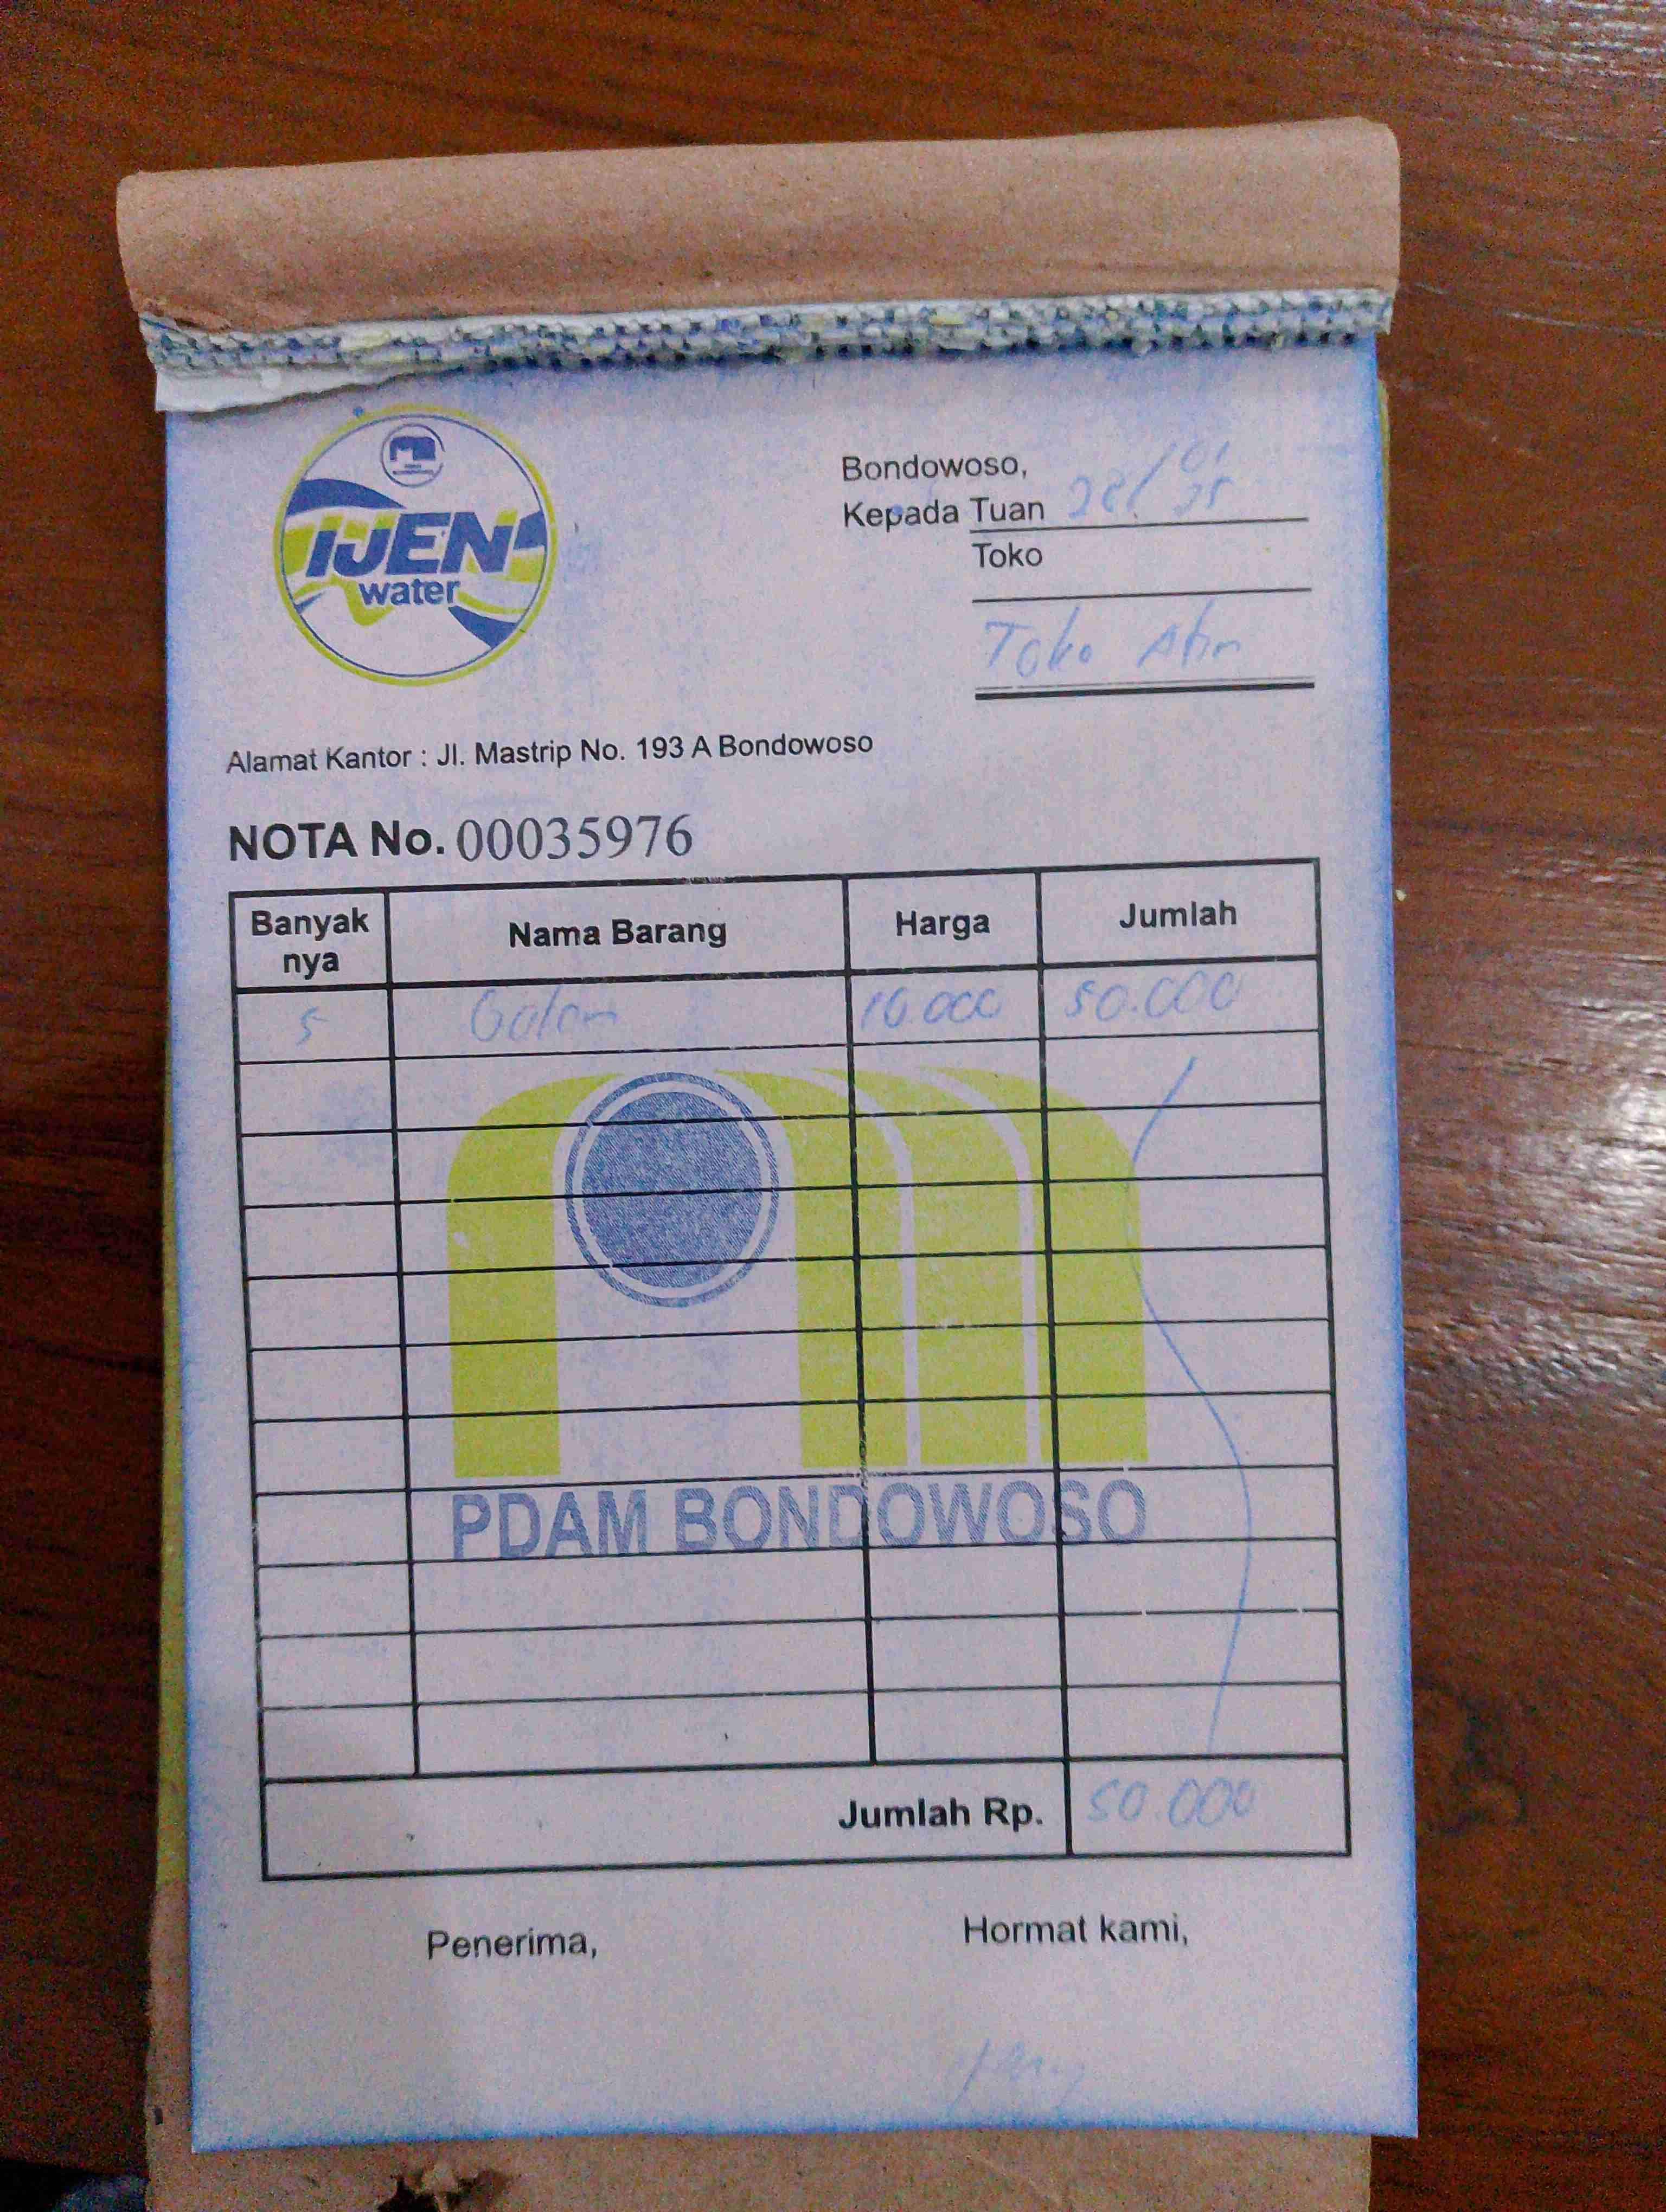 IJEN
water
Bondowoso,
28/01 25
Kepada Tuan
Toko
Toko
Alamat Kantor : Jl. Mastrip No. 193 A Bondowoso
NOTA No. 00035976
Banyak nya Nama Barang Harga Jumlah
5 Galon 10.000 50.000
PDAM BONDOWOSO
Jumlah Rp. 50.000
Penerima, Hormat kami,